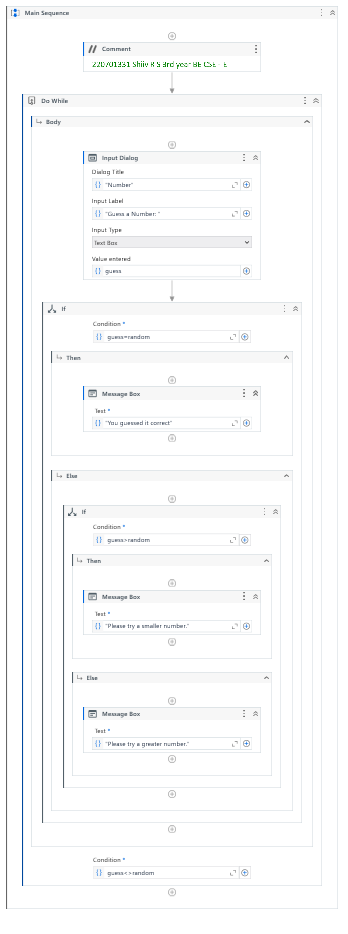 Main Sequence
Comment
220701331 Shiiv R S 3rd year BE CSE - E
Do While
Body
Input Dialog
Dialog Title
"Number"
Input Label
"Guess a Number: "
Input Type
Text Box
Value entered
guess
If
Condition *
guess=random
Then
Message Box
Text *
"You guessed it correct"
Else
If
Condition *
guess>random
Then
Message Box
Text *
"Please try a smaller number."
Else
Message Box
Text *
"Please try a greater number."
Condition *
guess<>random